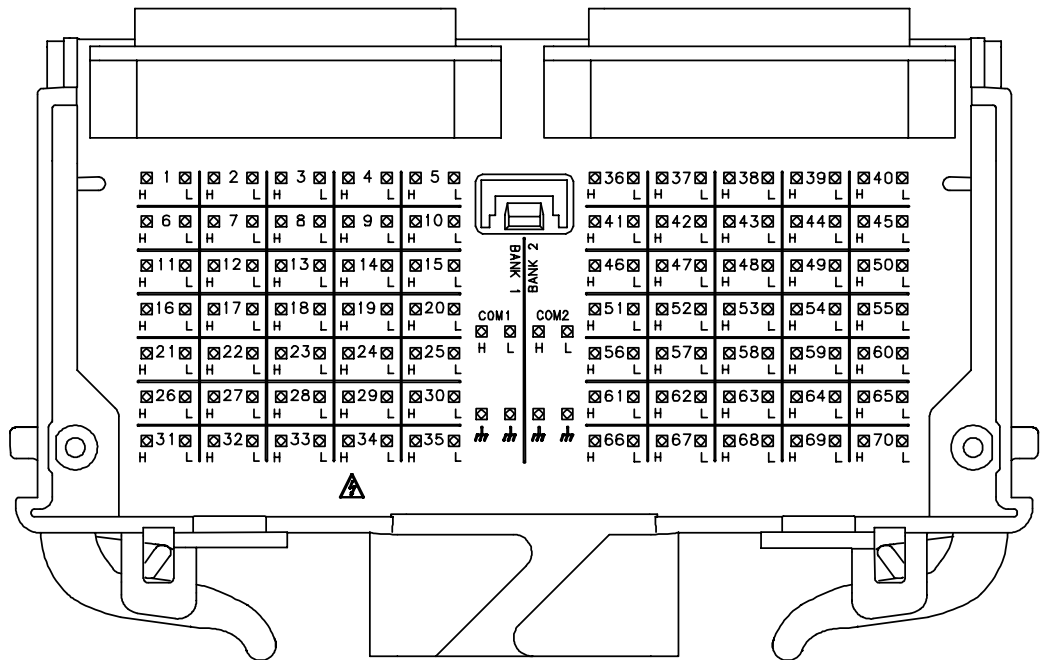 1 2 3 4 5 36 37 38 39 40
H L H L H L H L H L H L H L H L H L H L
6 7 8 9 10 41 42 43 44 45
H L H L H L H L H L H L H L H L H L H L
BANK 1
BANK 2
11 12 13 14 15 46 47 48 49 50
H L H L H L H L H L H L H L H L H L H L
16 17 18 19 20 COM1 COM2 51 52 53 54 55
H L H L H L H L H L H L H L H L H L H L H L H L
21 22 23 24 25 56 57 58 59 60
H L H L H L H L H L H L H L H L H L H L
26 27 28 29 30 61 62 63 64 65
H L H L H L H L H L H L H L H L H L H L
31 32 33 34 35 66 67 68 69 70
H L H L H L H L H L H L H L H L H L H L